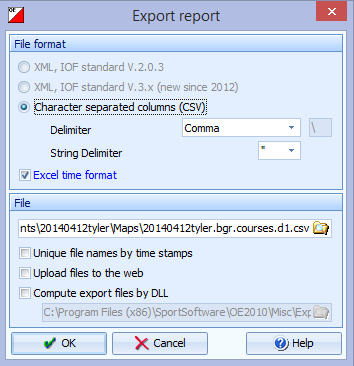 OE
Export report
File format
XML, IOF standard V.2.0.3
XML, IOF standard V.3.x (new since 2012)
Character separated columns (CSV)
Delimiter
Comma
\
String Delimiter
"
Excel time format
File
nts\20140412tyler\Maps\20140412tyler.bgr.courses.d1.csv
Unique file names by time stamps
Upload files to the web
Compute export files by DLL
C:\Program Files (x86)\SportSoftware\OE2010\Misc\Exp
OK
Cancel
Help